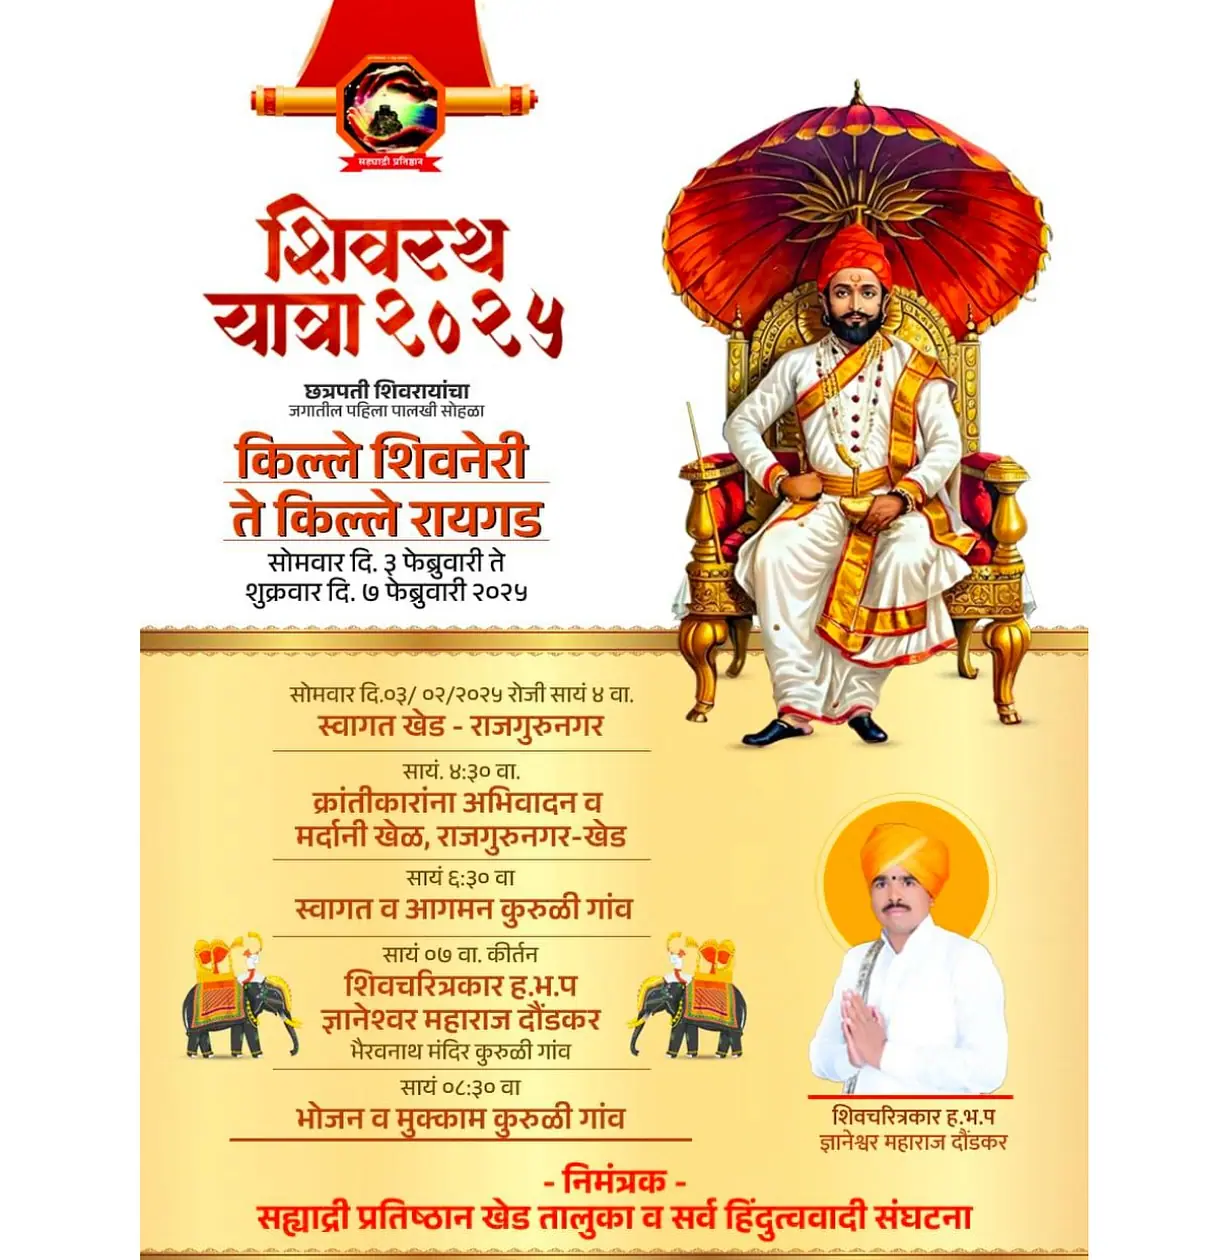 सह्याद्री प्रतिष्ठान
शिवरथ
यात्रा २०२५
छत्रपती शिवरायांचा
जगातील पहिला पालखी सोहळा
किल्ले शिवनेरी
ते किल्ले रायगड
सोमवार दि. ३ फेब्रुवारी ते
शुक्रवार दि. ७ फेब्रुवारी २०२५
सोमवार दि.०३/ ०२/२०२५ रोजी सायं ४ वा.
स्वागत खेड - राजगुरुनगर
सायं. ४:३० वा.
क्रांतीकारांना अभिवादन व
मर्दानी खेळ, राजगुरुनगर-खेड
सायं ६:३० वा
स्वागत व आगमन कुरुळी गांव
सायं ०७ वा. कीर्तन
शिवचरित्रकार ह.भ.प
ज्ञानेश्वर महाराज दौंडकर
भैरवनाथ मंदिर कुरुळी गांव
सायं ०८:३० वा
भोजन व मुक्काम कुरुळी गांव
शिवचरित्रकार ह.भ.प
ज्ञानेश्वर महाराज दौंडकर
- निमंत्रक -
सह्याद्री प्रतिष्ठान खेड तालुका व सर्व हिंदुत्ववादी संघटना